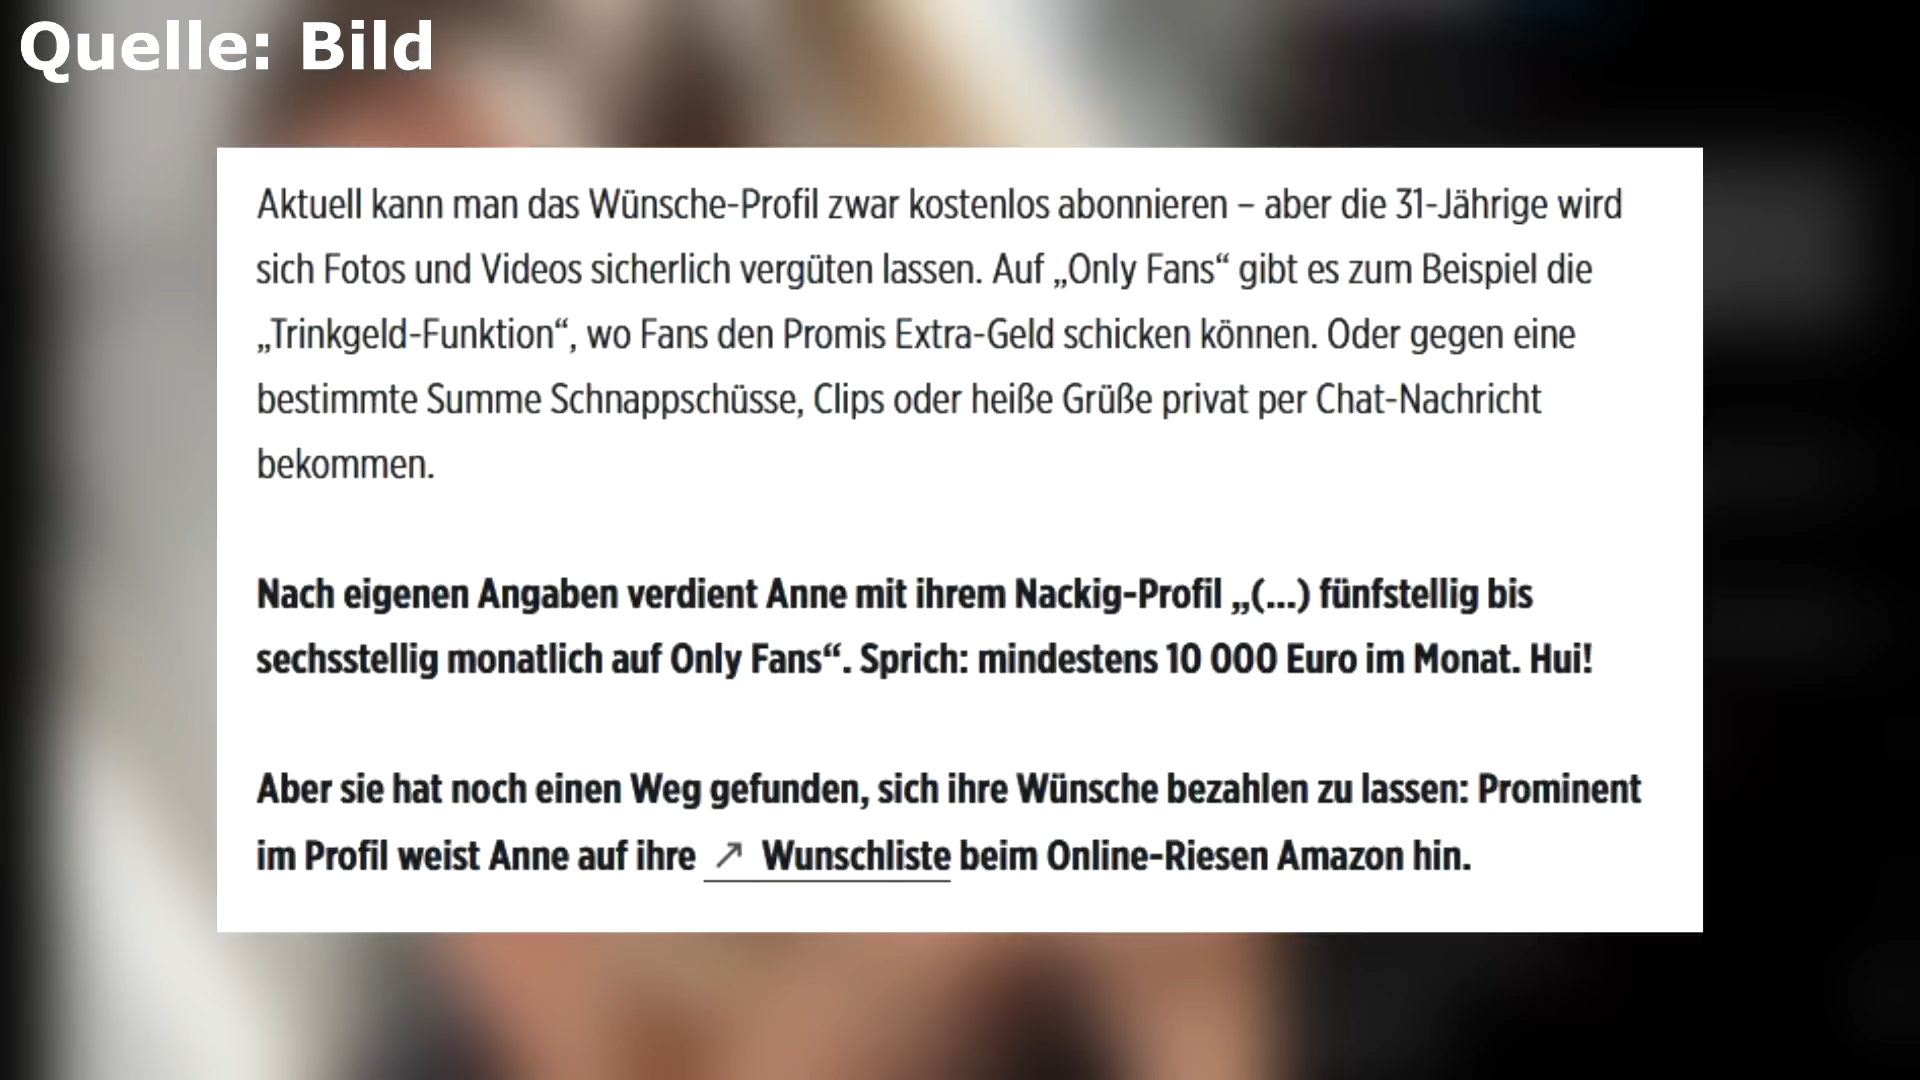 Quelle: Bild
Aktuell kann man das Wünsche-Profil zwar kostenlos abonnieren – aber die 31-Jährige wird
sich Fotos und Videos sicherlich vergüten lassen. Auf „Only Fans“ gibt es zum Beispiel die
„Trinkgeld-Funktion“, wo Fans den Promis Extra-Geld schicken können. Oder gegen eine
bestimmte Summe Schnappschüsse, Clips oder heiße Grüße privat per Chat-Nachricht
bekommen.
Nach eigenen Angaben verdient Anne mit ihrem Nackig-Profil „(...) fünfstellig bis
sechsstellig monatlich auf Only Fans“. Sprich: mindestens 10 000 Euro im Monat. Hui!
Aber sie hat noch einen Weg gefunden, sich ihre Wünsche bezahlen zu lassen: Prominent
im Profil weist Anne auf ihre ↗ Wunschliste beim Online-Riesen Amazon hin.